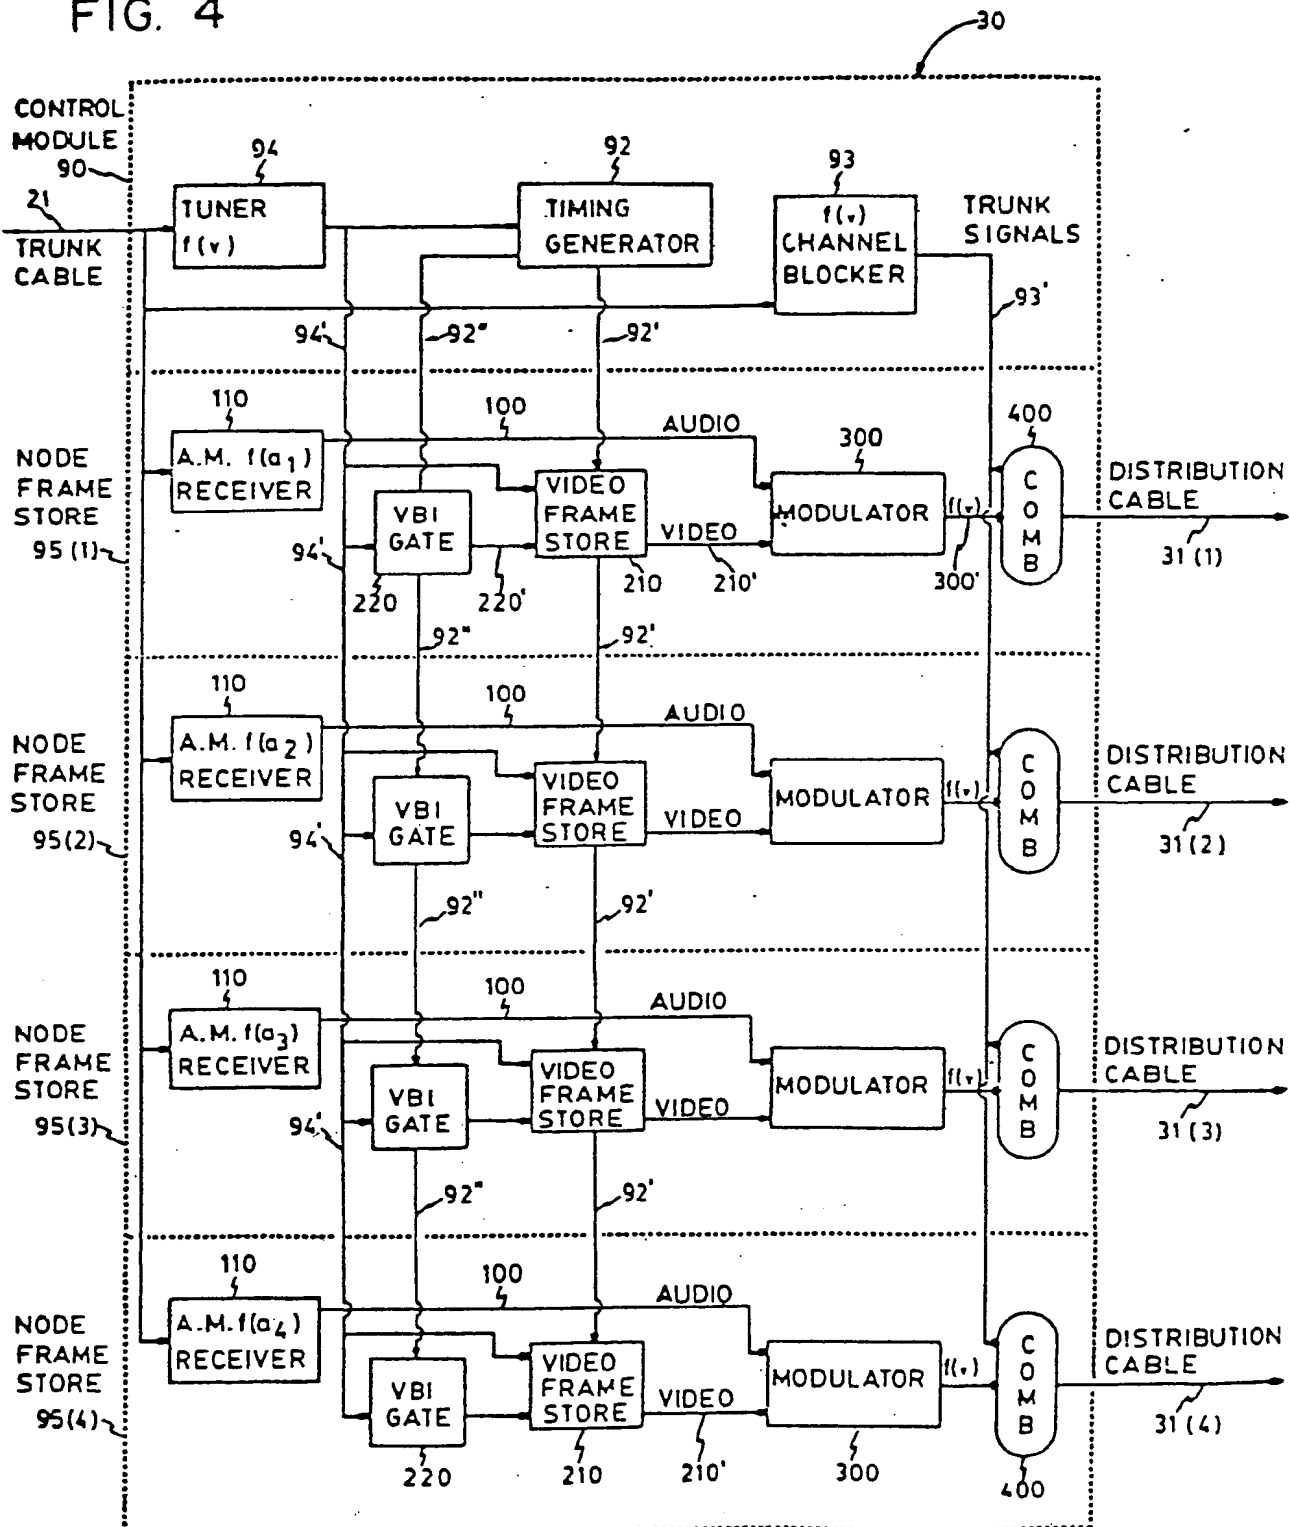 FIG. 4
30
CONTROL
MODULE
90
94
92
93
21
TRUNK
CABLE
TUNER
f(v)
TIMING
GENERATOR
f(v)
CHANNEL
BLOCKER
TRUNK
SIGNALS
93'
94'
92"
92'
110
100
AUDIO
300
400
NODE
FRAME
STORE
95(1)
A.M. f(a1)
RECEIVER
VBI
GATE
VIDEO
FRAME
STORE
VIDEO
MODULATOR
f(v)
COMB
DISTRIBUTION
CABLE
31(1)
94'
220
220'
210
210'
300'
92"
92'
110
100
AUDIO
NODE
FRAME
STORE
95(2)
A.M. f(a2)
RECEIVER
94'
VBI
GATE
VIDEO
FRAME
STORE
VIDEO
MODULATOR
f(v)
COMB
DISTRIBUTION
CABLE
31(2)
92"
92'
110
100
AUDIO
NODE
FRAME
STORE
95(3)
A.M. f(a3)
RECEIVER
94'
VBI
GATE
VIDEO
FRAME
STORE
VIDEO
MODULATOR
f(v)
COMB
DISTRIBUTION
CABLE
31(3)
92"
92'
110
100
AUDIO
NODE
FRAME
STORE
95(4)
A.M. f(a4)
RECEIVER
VBI
GATE
VIDEO
FRAME
STORE
VIDEO
MODULATOR
f(v)
COMB
DISTRIBUTION
CABLE
31(4)
220
210
210'
300
400